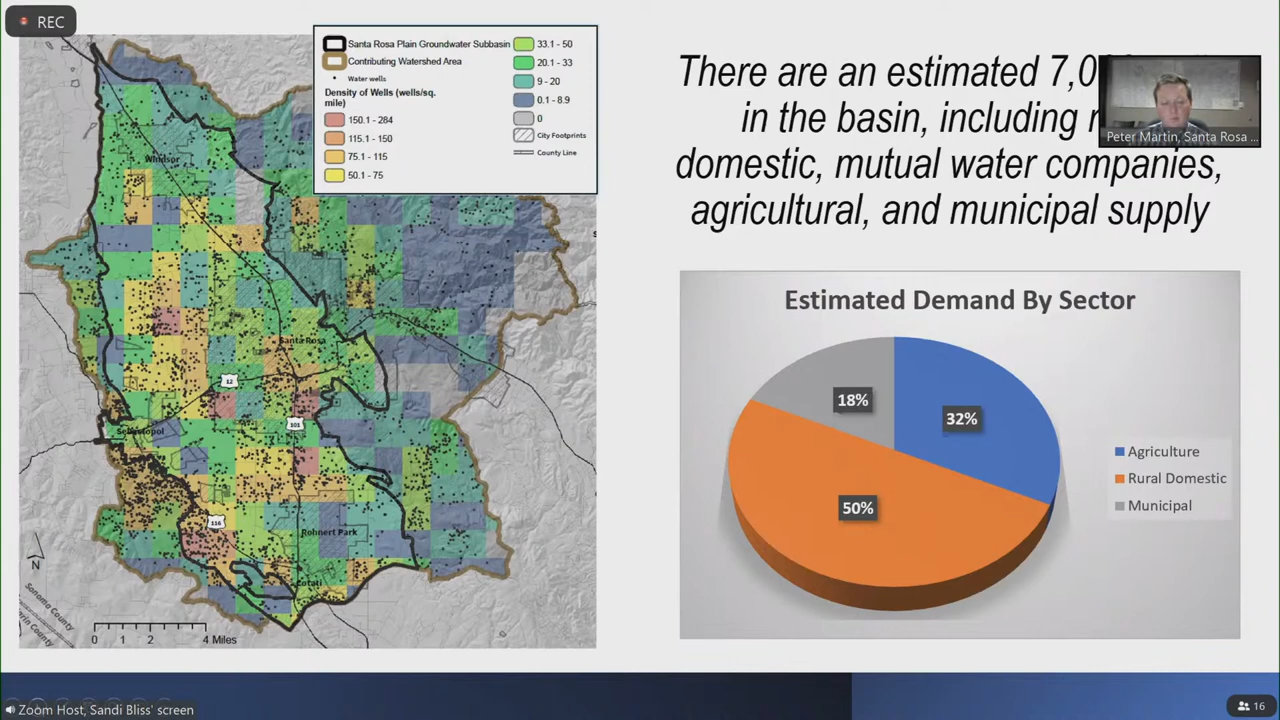 REC
Santa Rosa Plain Groundwater Subbasin
Contributing Watershed Area
Water wells
Density of Wells (wells/sq.
mile)
150.1 - 284
115.1 - 150
75.1 - 115
50.1 - 75
33.1 - 50
20.1 - 33
9 - 20
0.1 - 8.9
0
City Footprints
County Line
Windsor
Santa Rosa
12
101
Sebastopol
116
Rohnert Park
Cotati
N
Sonoma County
Marin County
0 1 2 4 Miles
There are an estimated
in the basin, including
domestic, mutual water companies,
agricultural, and municipal supply
Peter Martin, Santa Rosa ...
Estimated Demand By Sector
18%
32%
50%
Agriculture
Rural Domestic
Municipal
Zoom Host, Sandi Bliss' screen
16